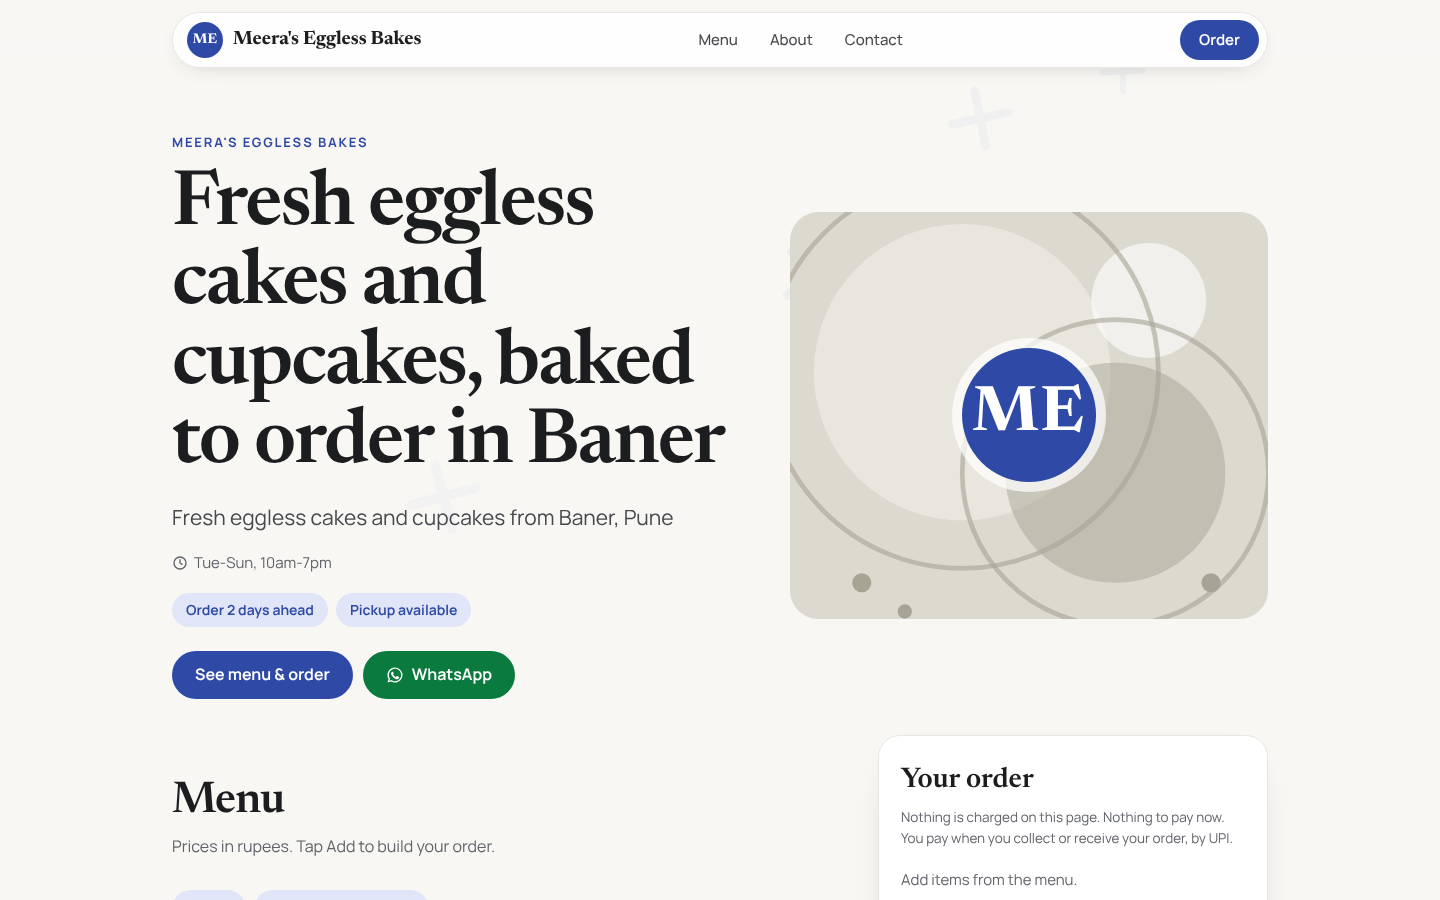 ME Meera's Eggless Bakes
Menu About Contact
Order
MEERA'S EGGLESS BAKES
Fresh eggless
cakes and
cupcakes, baked
to order in Baner
Fresh eggless cakes and cupcakes from Baner, Pune
Tue-Sun, 10am-7pm
Order 2 days ahead Pickup available
See menu & order WhatsApp
ME
Menu
Prices in rupees. Tap Add to build your order.
Your order
Nothing is charged on this page. Nothing to pay now.
You pay when you collect or receive your order, by UPI.
Add items from the menu.